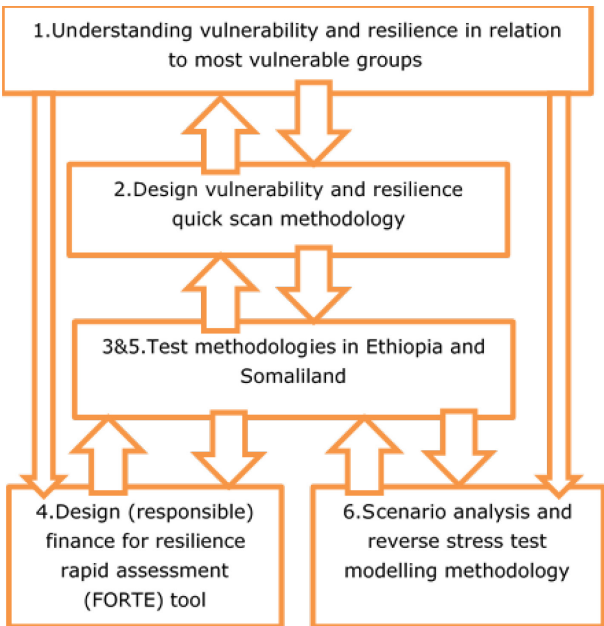 1.Understanding vulnerability and resilience in relation
to most vulnerable groups
2.Design vulnerability and resilience
quick scan methodology
3&5.Test methodologies in Ethiopia and
Somaliland
4.Design (responsible)
finance for resilience
rapid assessment
(FORTE) tool
6.Scenario analysis and
reverse stress test
modelling methodology